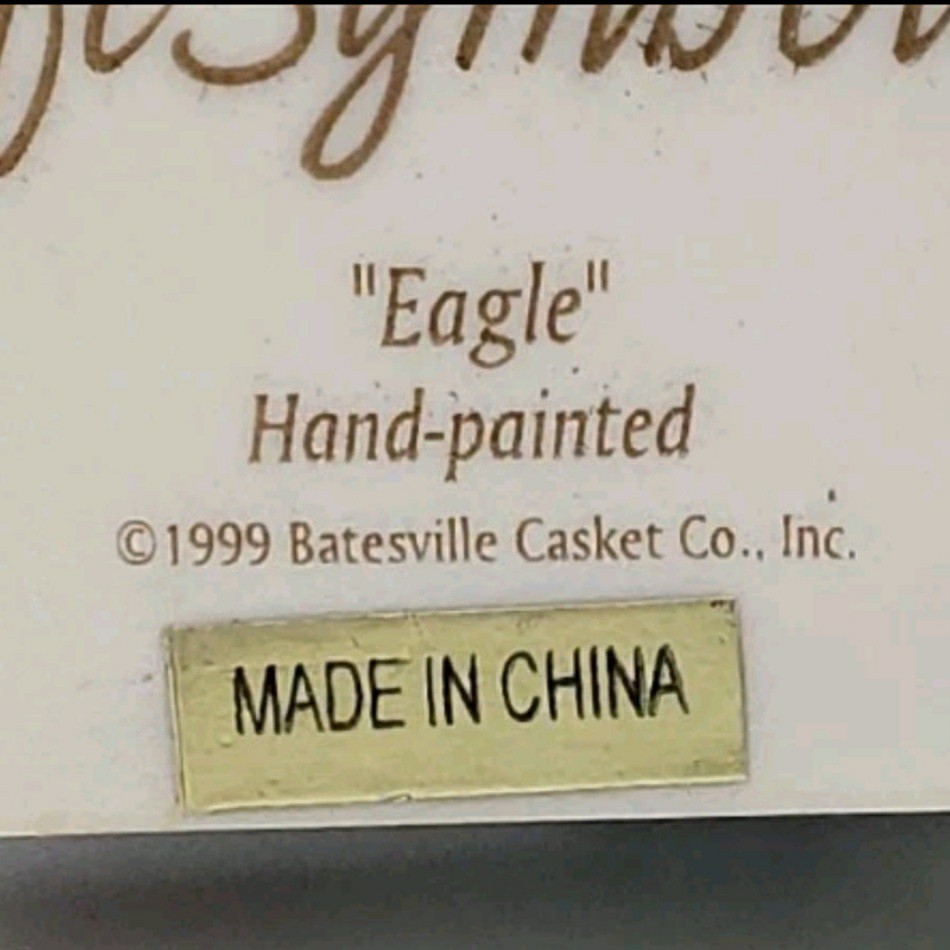 "Eagle"
Hand-painted
©1999 Batesville Casket Co., Inc.
MADE IN CHINA